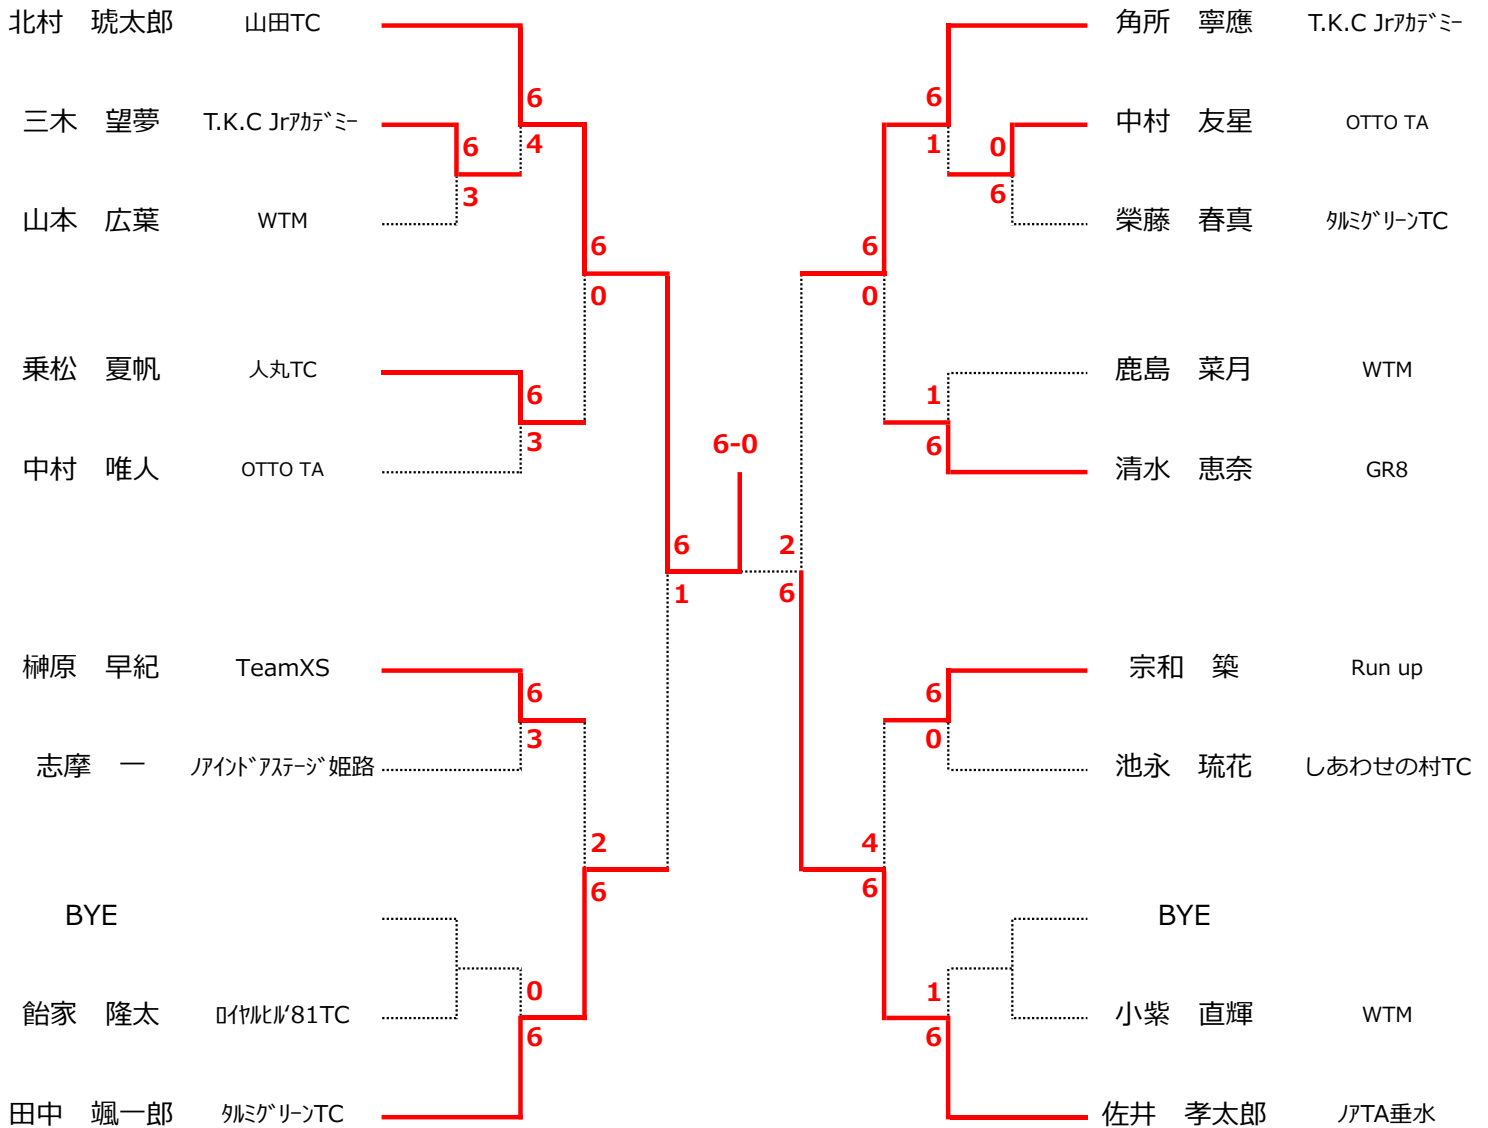 北村　琥太郎　山田TC
6
三木　望夢　T.K.C Jrｱｶﾃﾞﾐｰ
6
4
3
山本　広葉　WTM
6
0
乗松　夏帆　人丸TC
6
3
中村　唯人　OTTO TA
6
1
榊原　早紀　TeamXS
6
3
志摩　一　ﾉｱｲﾝﾄﾞｱｽﾃｰｼﾞ姫路
2
6
BYE
飴家　隆太　ﾛｲﾔﾙﾋﾙ'81TC
0
6
田中　颯一郎　ﾀﾙﾐｸﾞﾘｰﾝTC
6-0
角所　寧應　T.K.C Jrｱｶﾃﾞﾐｰ
6
1
中村　友星　OTTO TA
0
6
榮藤　春真　ﾀﾙﾐｸﾞﾘｰﾝTC
6
0
鹿島　菜月　WTM
1
6
清水　恵奈　GR8
2
6
宗和　築　Run up
6
0
池永　琉花　しあわせの村TC
4
6
BYE
小紫　直輝　WTM
1
6
佐井　孝太郎　ﾉｱTA垂水